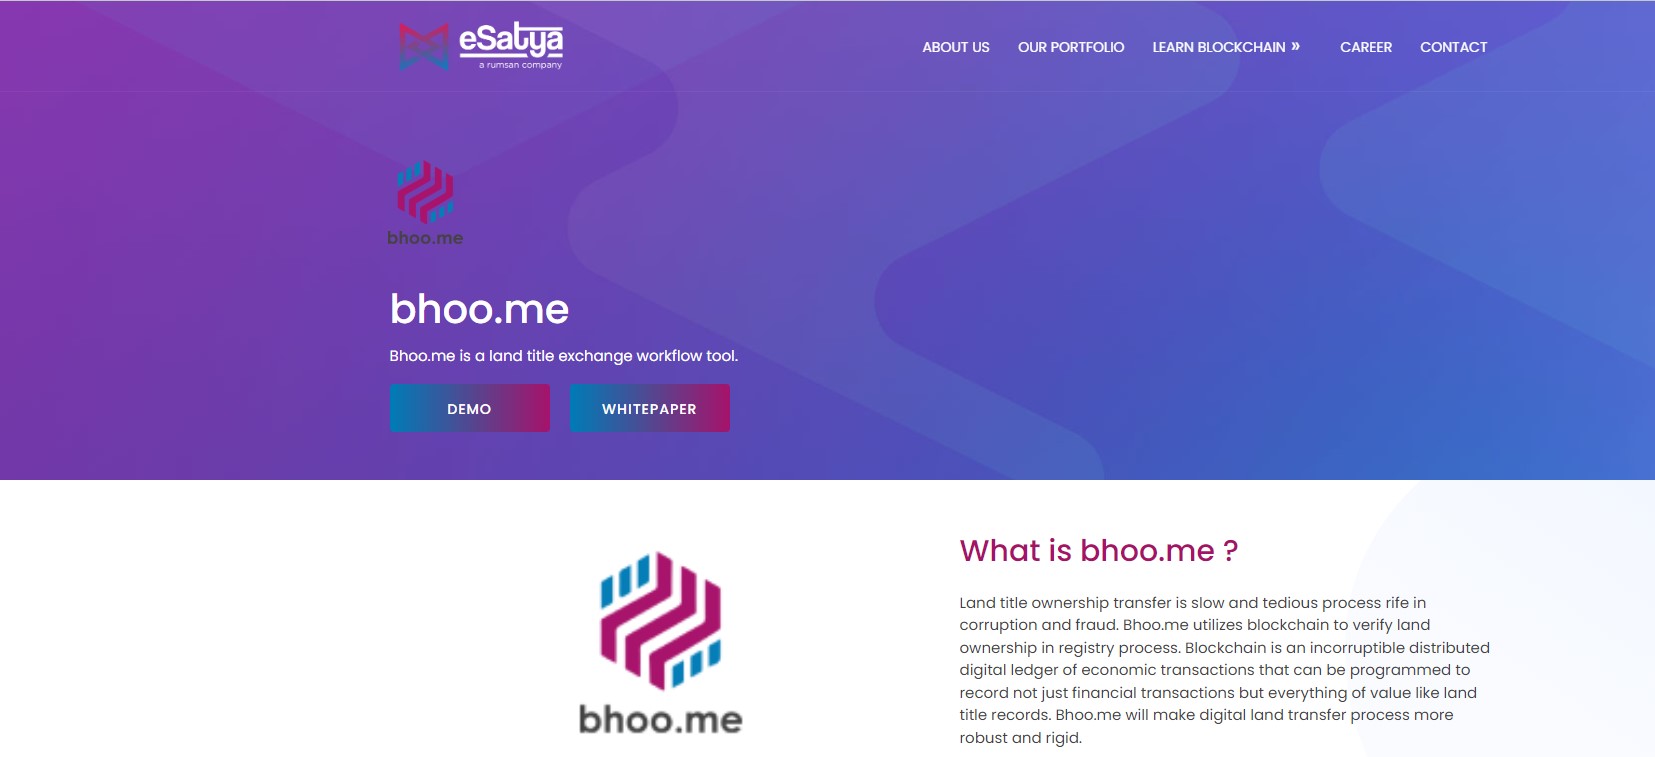 eSatya
a rumsan company
ABOUT US
OUR PORTFOLIO
LEARN BLOCKCHAIN »
CAREER
CONTACT
bhoo.me
bhoo.me
Bhoo.me is a land title exchange workflow tool.
DEMO
WHITEPAPER
bhoo.me
What is bhoo.me ?
Land title ownership transfer is slow and tedious process rife in
corruption and fraud. Bhoo.me utilizes blockchain to verify land
ownership in registry process. Blockchain is an incorruptible distributed
digital ledger of economic transactions that can be programmed to
record not just financial transactions but everything of value like land
title records. Bhoo.me will make digital land transfer process more
robust and rigid.